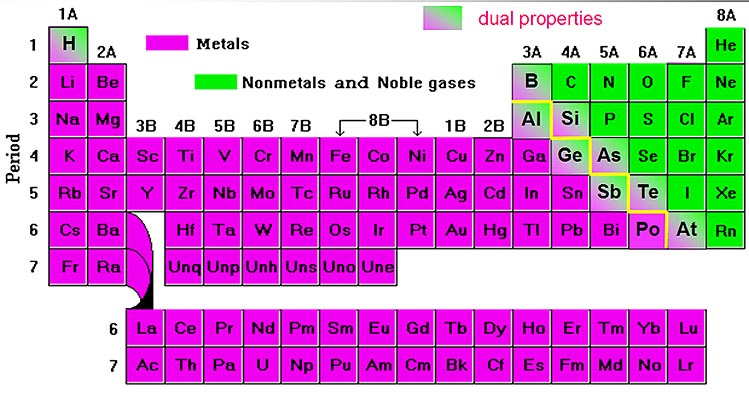 1A dual properties 8A
1 H 2A Metals He
2 Li Be Nonmetals and Noble gases 3A 4A 5A 6A 7A
B C N O F Ne
3 Na Mg 3B 4B 5B 6B 7B 8B 1B 2B Al Si P S Cl Ar
Period
4 K Ca Sc Ti V Cr Mn Fe Co Ni Cu Zn Ga Ge As Se Br Kr
5 Rb Sr Y Zr Nb Mo Tc Ru Rh Pd Ag Cd In Sn Sb Te I Xe
6 Cs Ba Hf Ta W Re Os Ir Pt Au Hg Tl Pb Bi Po At Rn
7 Fr Ra Unq Unp Unh Uns Uno Une
6 La Ce Pr Nd Pm Sm Eu Gd Tb Dy Ho Er Tm Yb Lu
7 Ac Th Pa U Np Pu Am Cm Bk Cf Es Fm Md No Lr